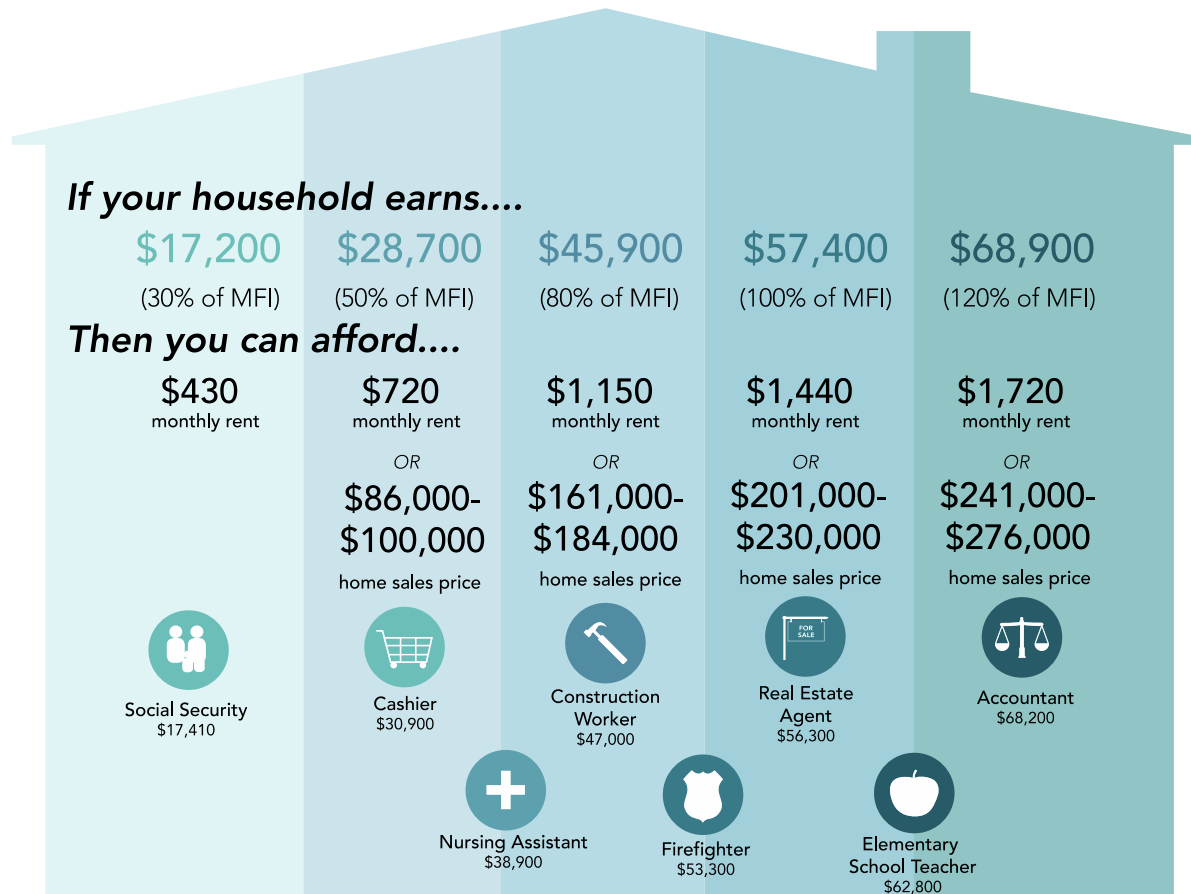 If your household earns....
$17,200 $28,700 $45,900 $57,400 $68,900
(30% of MFI) (50% of MFI) (80% of MFI) (100% of MFI) (120% of MFI)
Then you can afford....
$430 $720 $1,150 $1,440 $1,720
monthly rent monthly rent monthly rent monthly rent monthly rent
OR OR OR OR
$86,000- $161,000- $201,000- $241,000-
$100,000 $184,000 $230,000 $276,000
home sales price home sales price home sales price home sales price
FOR
SALE
Social Security
$17,410
Cashier
$30,900
Construction
Worker
$47,000
Real Estate
Agent
$56,300
Accountant
$68,200
Nursing Assistant
$38,900
Firefighter
$53,300
Elementary
School Teacher
$62,800